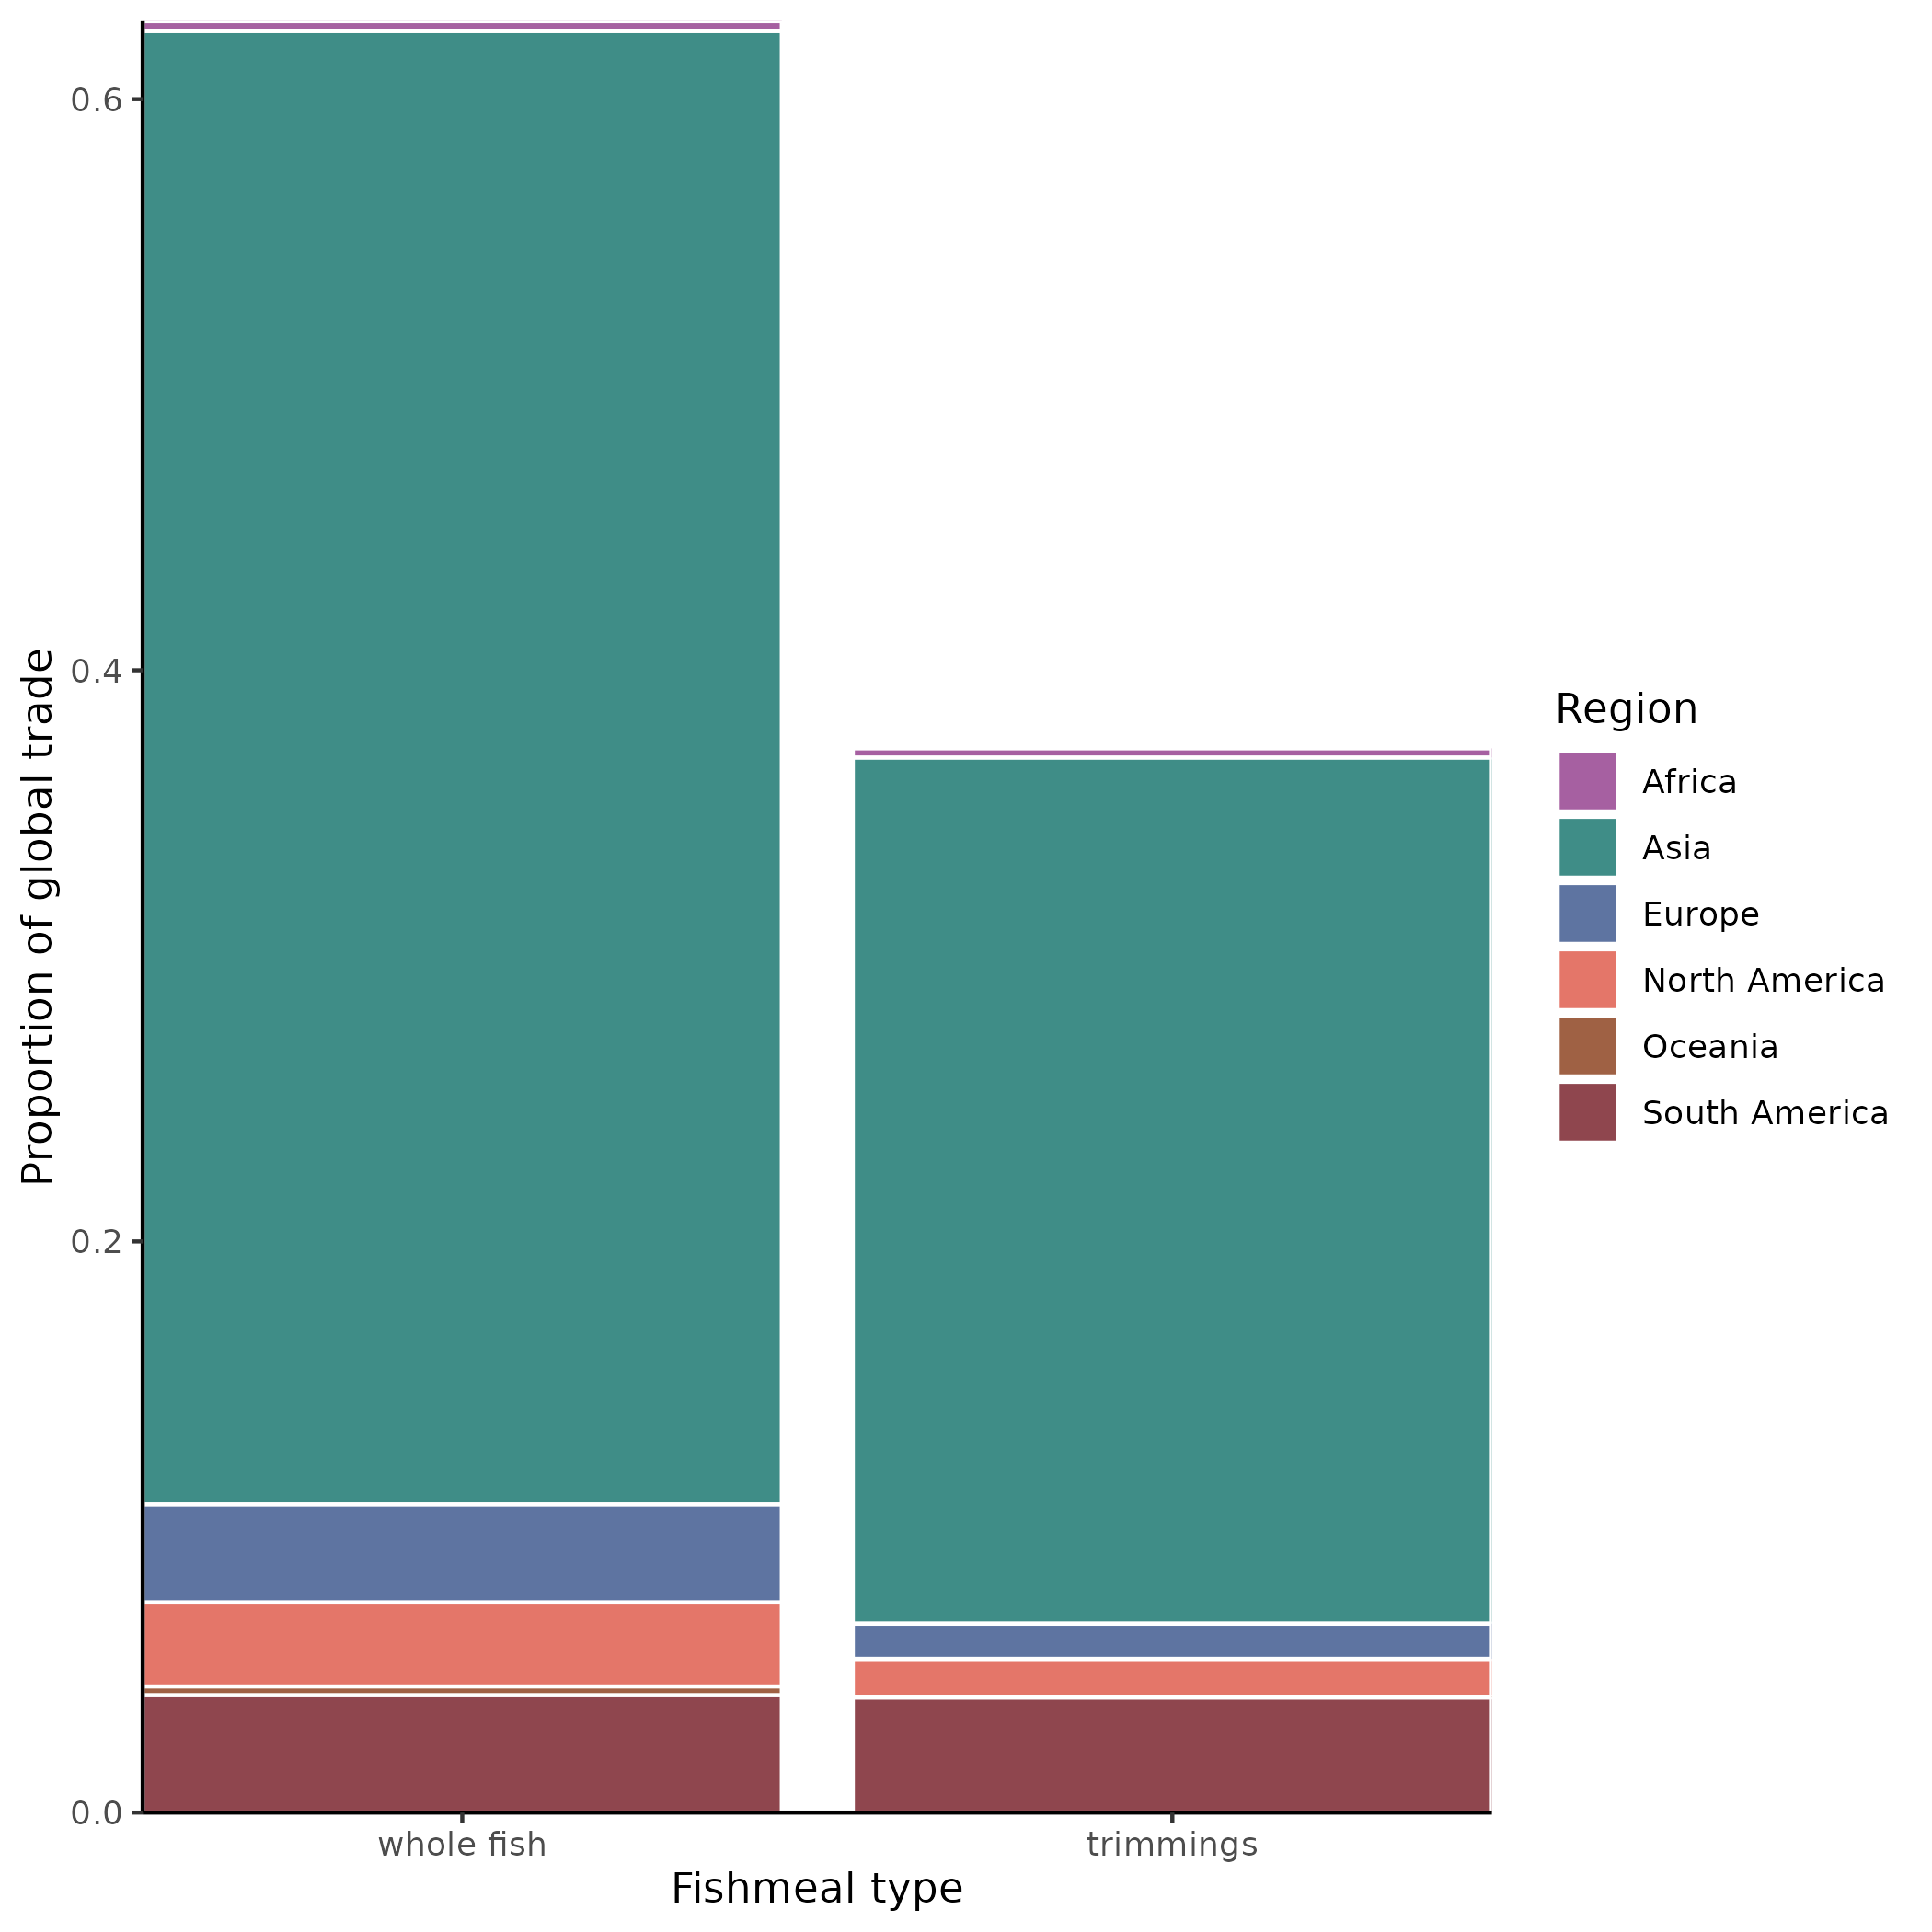 Proportion of global trade
0.6
0.4
0.2
0.0
whole fish
trimmings
Fishmeal type
Region
Africa
Asia
Europe
North America
Oceania
South America